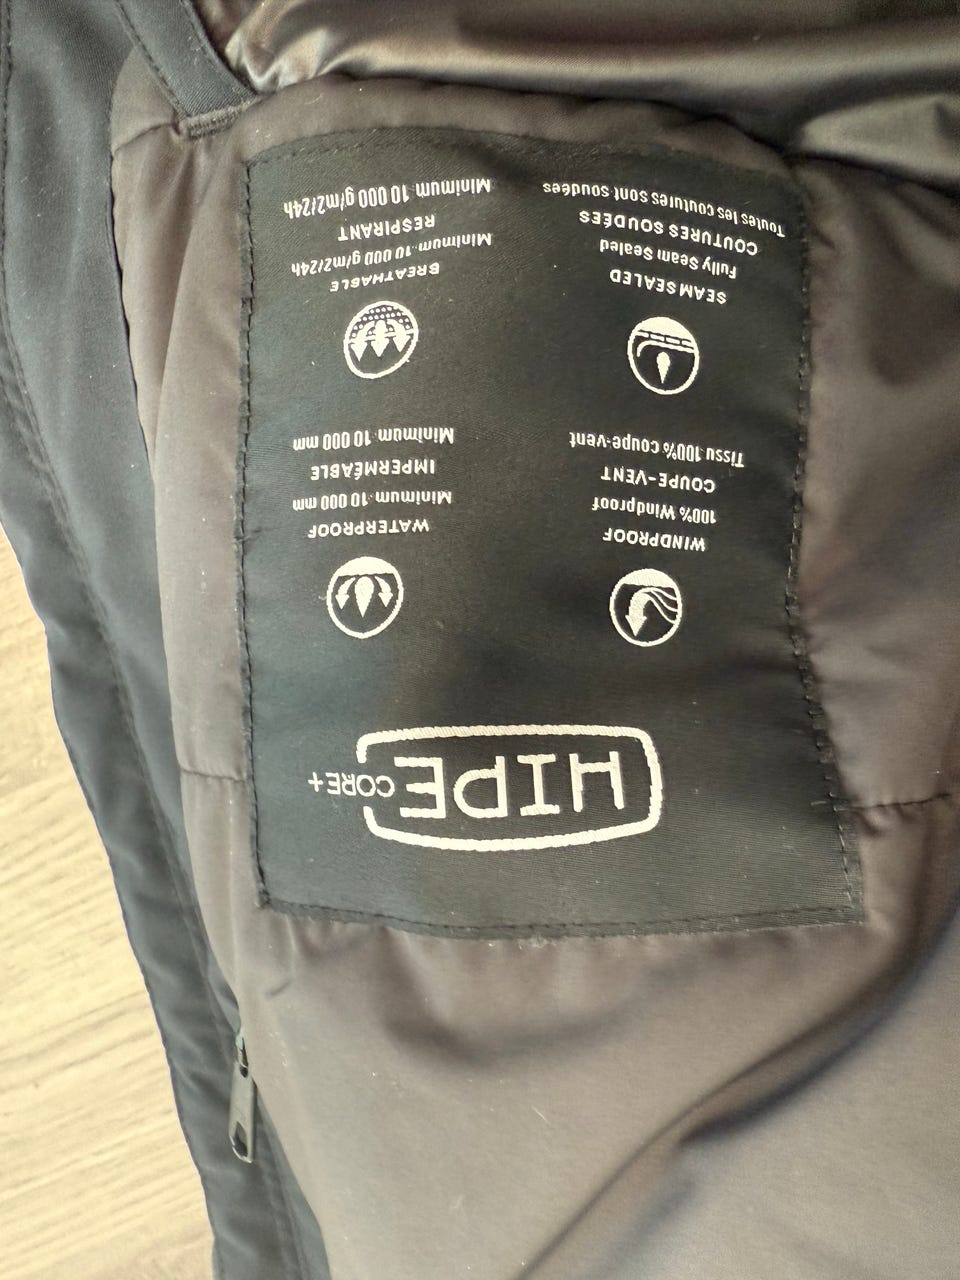 HIPE CORE+
WINDPROOF
100% Windproof
COUPE-VENT
Tissu 100% coupe-vent
WATERPROOF
Minimum 10 000 mm
IMPERMÉABLE
Minimum 10 000 mm
SEAM SEALED
Fully Seam Sealed
COUTURES SOUDÉES
Toutes les coutures sont soudées
BREATHABLE
Minimum 10 000 g/m2/24h
RESPIRANT
Minimum 10 000 g/m2/24h